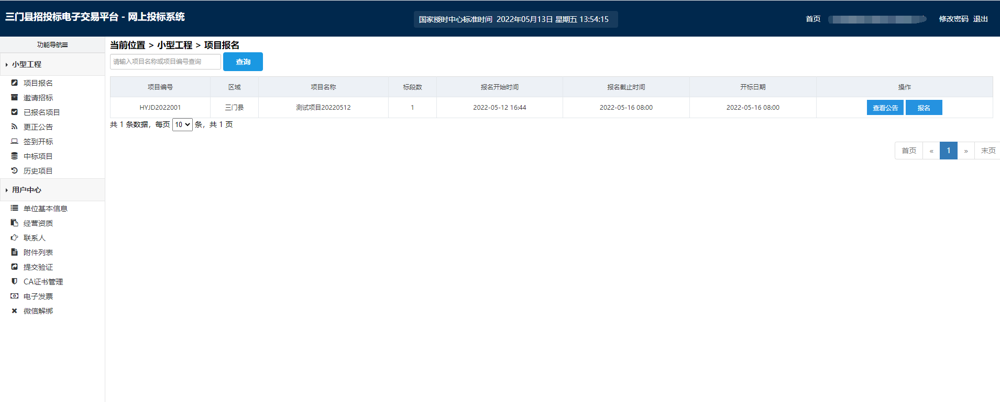 三门县招投标电子交易平台 - 网上投标系统
国家授时中心标准时间 2022年05月13日 星期五 13:54:15
首页 修改密码 退出
功能导航
小型工程
项目报名
邀请招标
已报名项目
更正公告
签到开标
中标项目
历史项目
用户中心
单位基本信息
经营资质
联系人
附件列表
提交验证
CA证书管理
电子发票
微信解绑
当前位置 > 小型工程 > 项目报名
请输入项目名称或项目编号查询 查询
项目编号 区域 项目名称 标段数 报名开始时间 报名截止时间 开标日期 操作
HYJD2022001 三门县 测试项目20220512 1 2022-05-12 16:44 2022-05-16 08:00 2022-05-16 08:00 查看公告 报名
共 1 条数据，每页 10 条，共 1 页
首页 « 1 » 末页